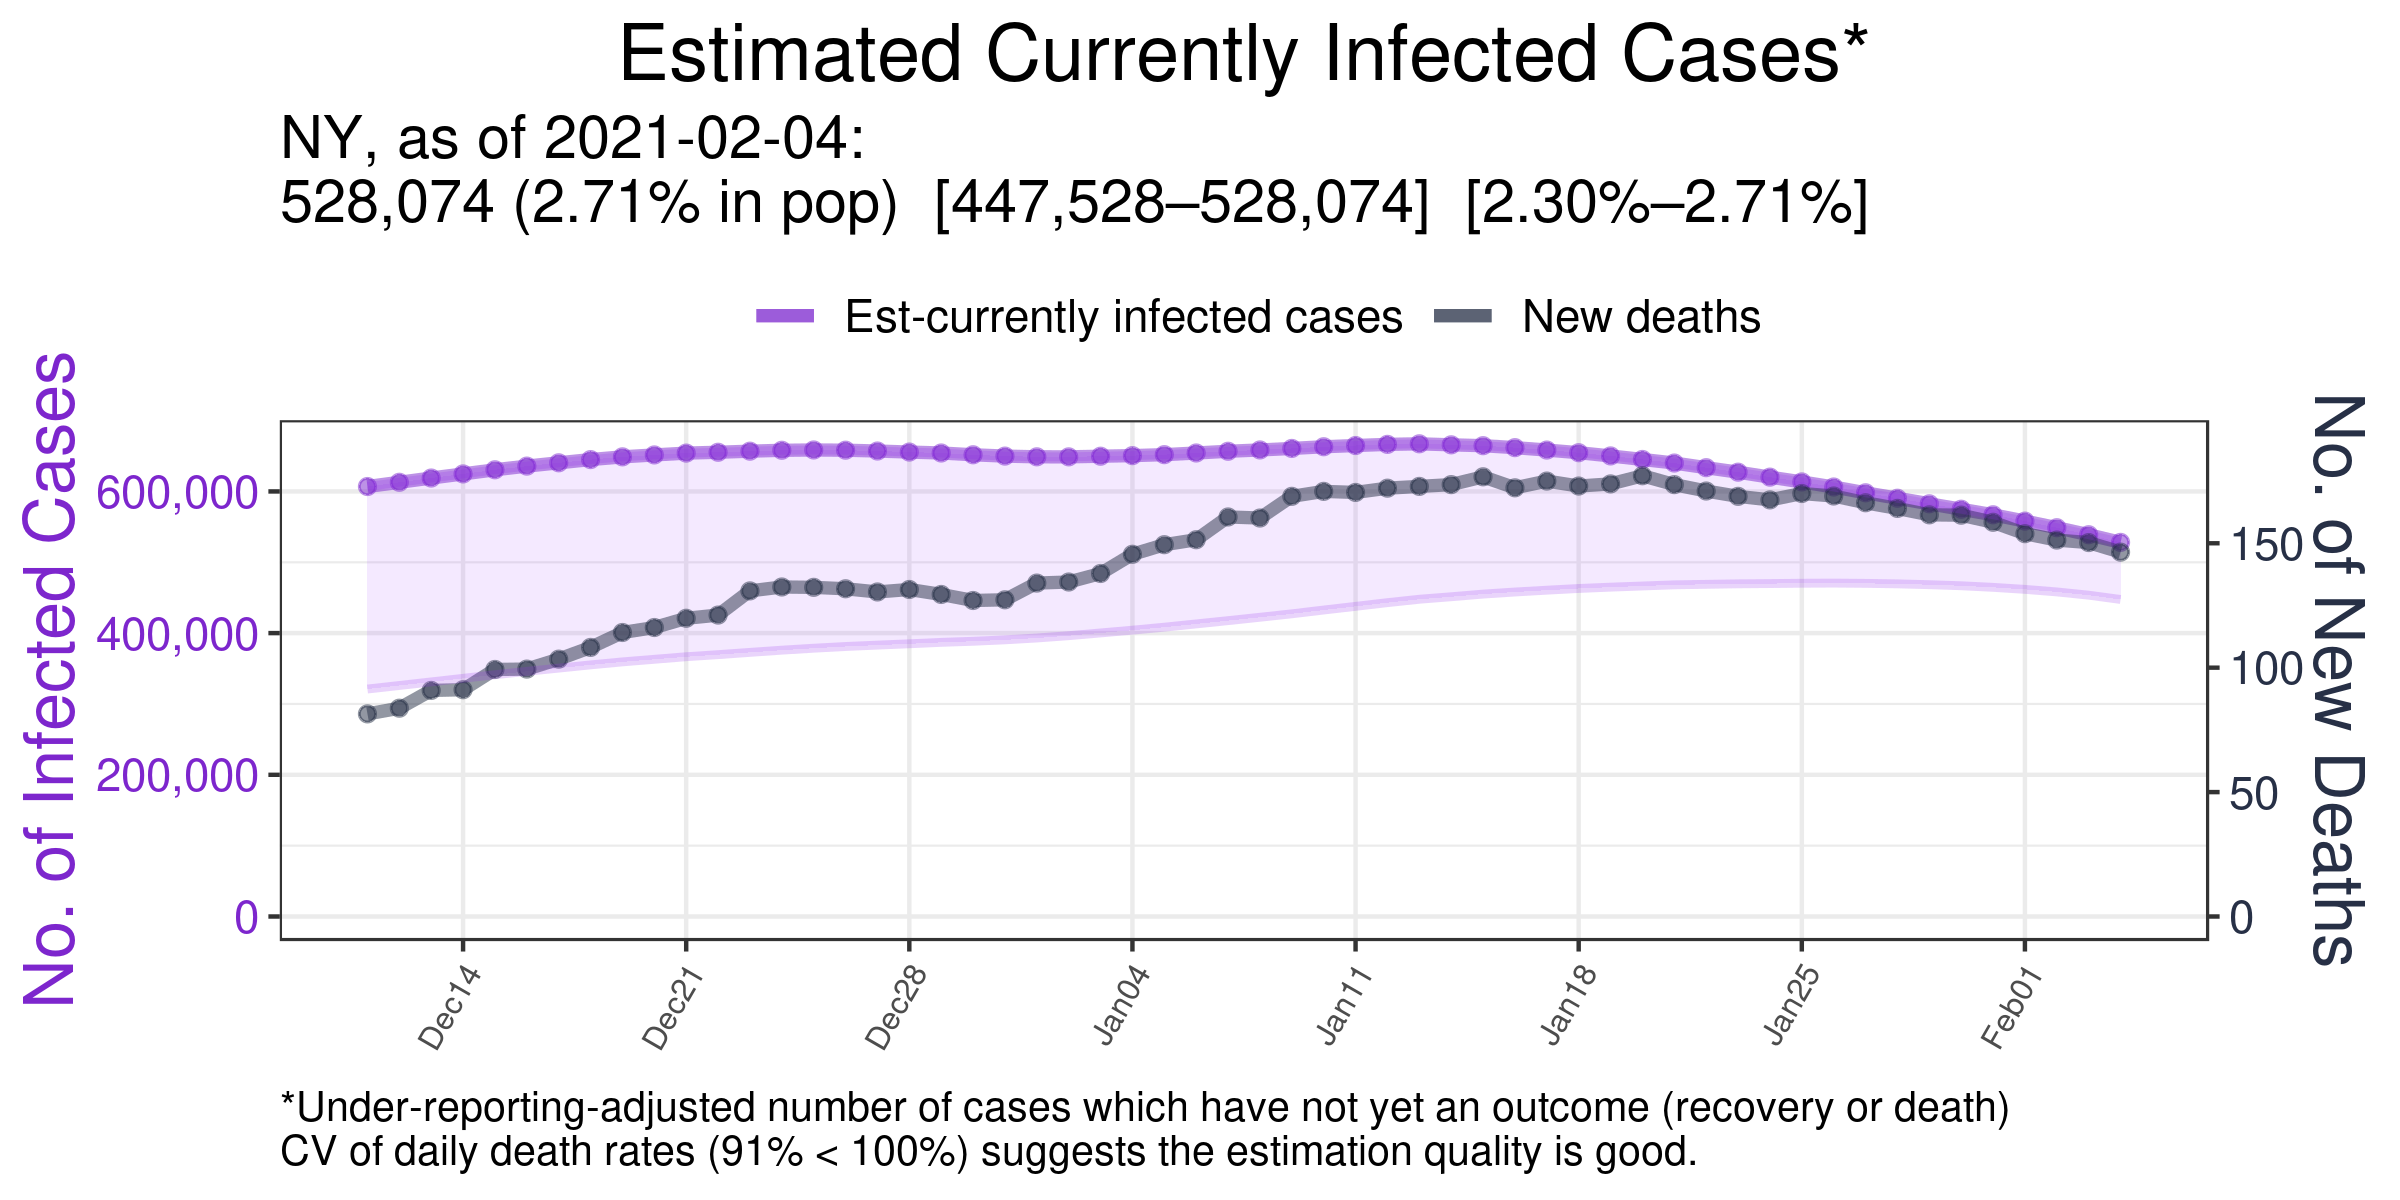 Estimated Currently Infected Cases*
NY, as of 2021-02-04:
528,074 (2.71% in pop) [447,528–528,074] [2.30%–2.71%]
Est-currently infected cases
New deaths
No. of Infected Cases
600,000
400,000
200,000
0
150
100
50
0
No. of New Deaths
Dec14
Dec21
Dec28
Jan04
Jan11
Jan18
Jan25
Feb01
*Under-reporting-adjusted number of cases which have not yet an outcome (recovery or death)
CV of daily death rates (91% < 100%) suggests the estimation quality is good.